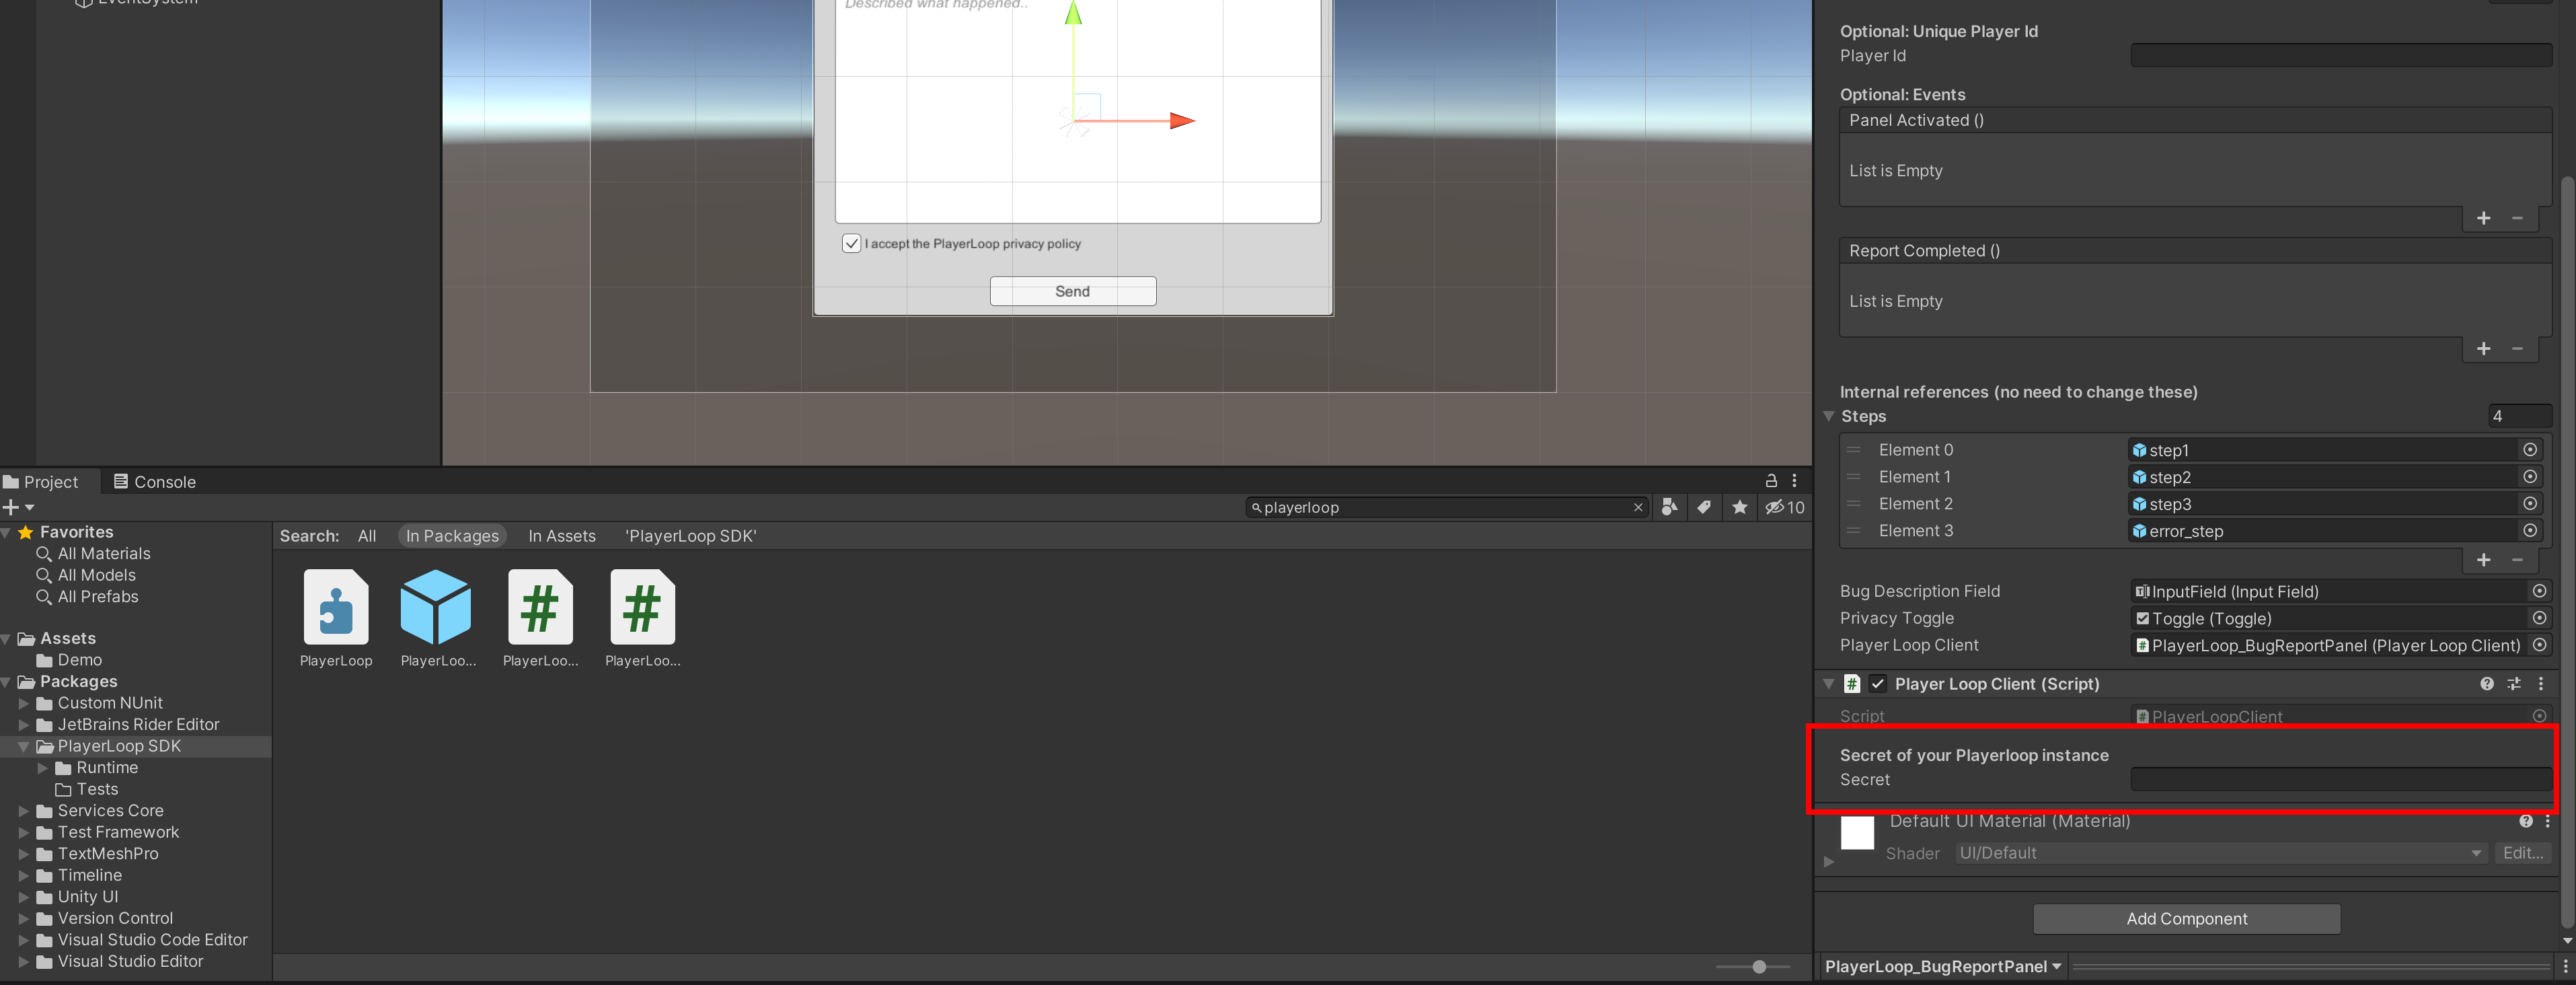 EventSystem
Described what happened..
I accept the PlayerLoop privacy policy
Send
Project
Console
playerloop
10
Favorites
All Materials
All Models
All Prefabs
Assets
Demo
Packages
Custom NUnit
JetBrains Rider Editor
PlayerLoop SDK
Runtime
Tests
Services Core
Test Framework
TextMeshPro
Timeline
Unity UI
Version Control
Visual Studio Code Editor
Visual Studio Editor
Search: All In Packages In Assets 'PlayerLoop SDK'
PlayerLoop PlayerLoo... PlayerLoo... PlayerLoo...
Optional: Unique Player Id
Player Id
Optional: Events
Panel Activated ()
List is Empty
Report Completed ()
List is Empty
Internal references (no need to change these)
Steps 4
Element 0 step1
Element 1 step2
Element 2 step3
Element 3 error_step
Bug Description Field InputField (Input Field)
Privacy Toggle Toggle (Toggle)
Player Loop Client PlayerLoop_BugReportPanel (Player Loop Client)
# Player Loop Client (Script)
Script # PlayerLoopClient
Secret of your Playerloop instance
Secret
Default UI Material (Material)
Shader UI/Default Edit...
Add Component
PlayerLoop_BugReportPanel